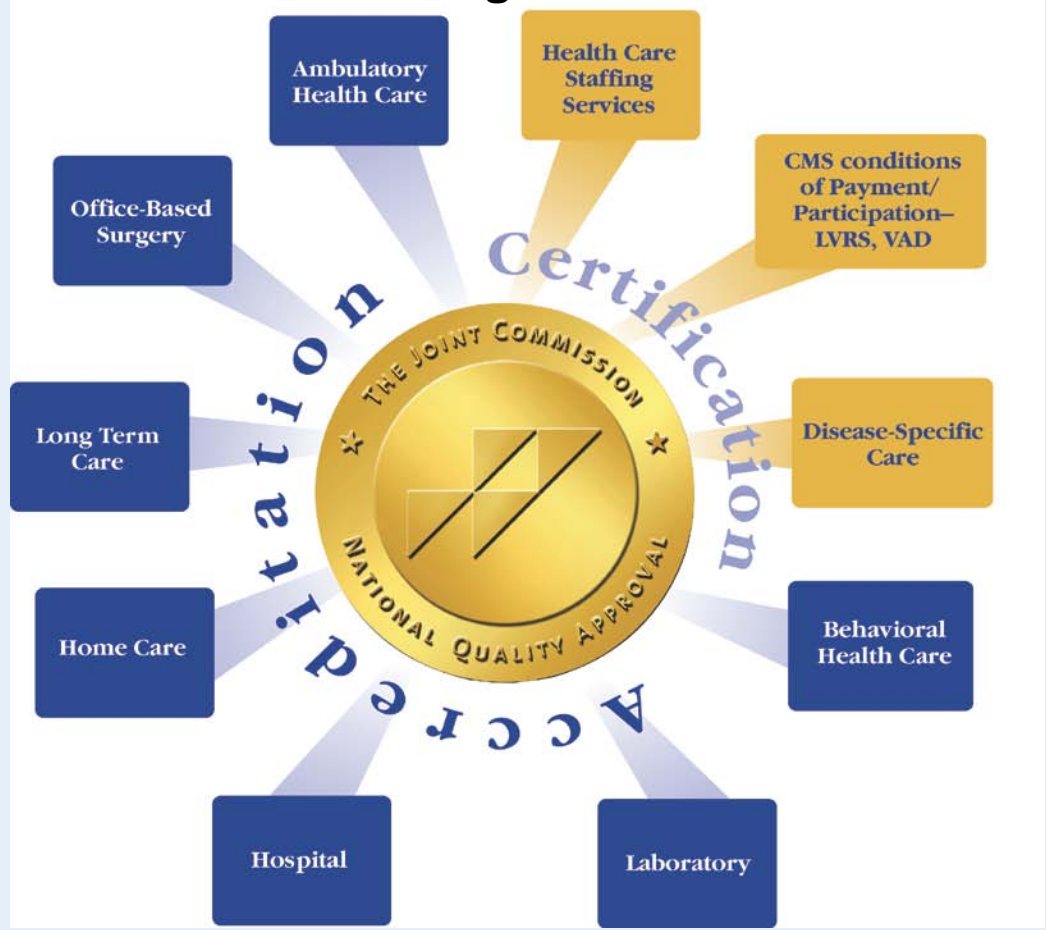 g
Ambulatory
Health Care
Health Care
Staffing
Services
CMS conditions
of Payment/
Participation–
LVRS, VAD
Office-Based
Surgery
Certification
Accreditation
THE JOINT COMMISSION
NATIONAL QUALITY APPROVAL
Long Term
Care
Disease-Specific
Care
Home Care
Behavioral
Health Care
Hospital
Laboratory